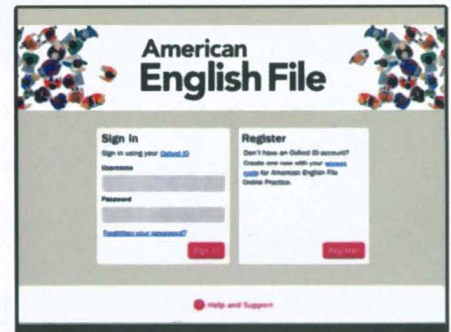 American
English File
Sign in
Sign in using your Oxford ID
Username
Password
Forgotten your password?
Sign in
Register
Don't have an Oxford ID account?
Create one now with your access
code for American English File
Online Practice.
Register
Help and Support